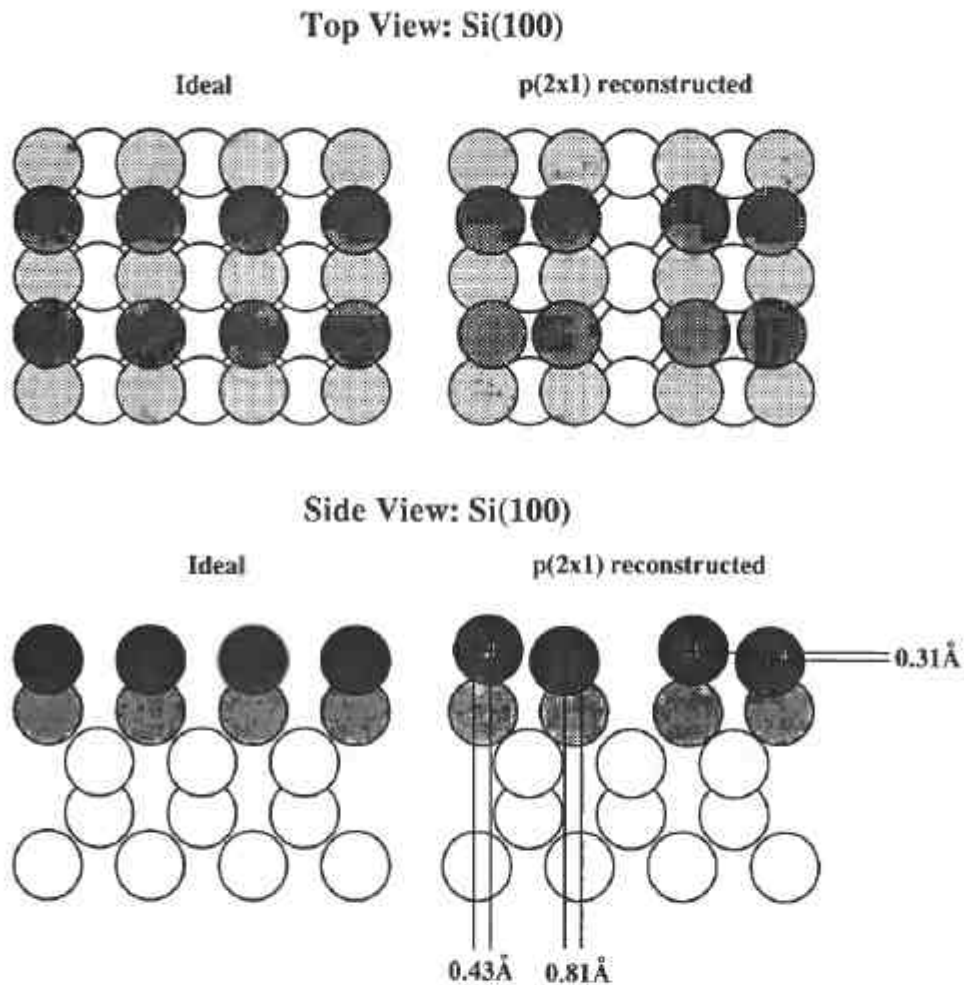 Top View: Si(100)
Ideal
p(2x1) reconstructed
Side View: Si(100)
Ideal
p(2x1) reconstructed
0.31Å
0.43Å
0.81Å